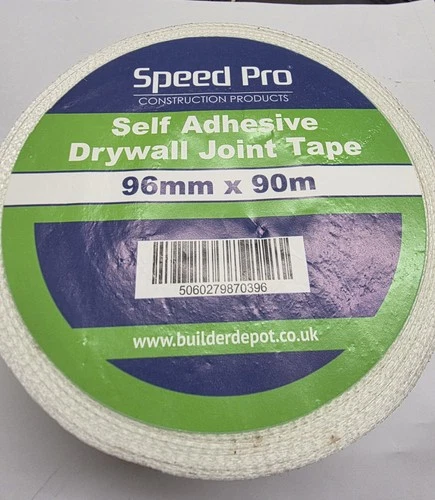 Speed Pro
CONSTRUCTION PRODUCTS
Self Adhesive
Drywall Joint Tape
96mm x 90m
5060279870396
www.builderdepot.co.uk